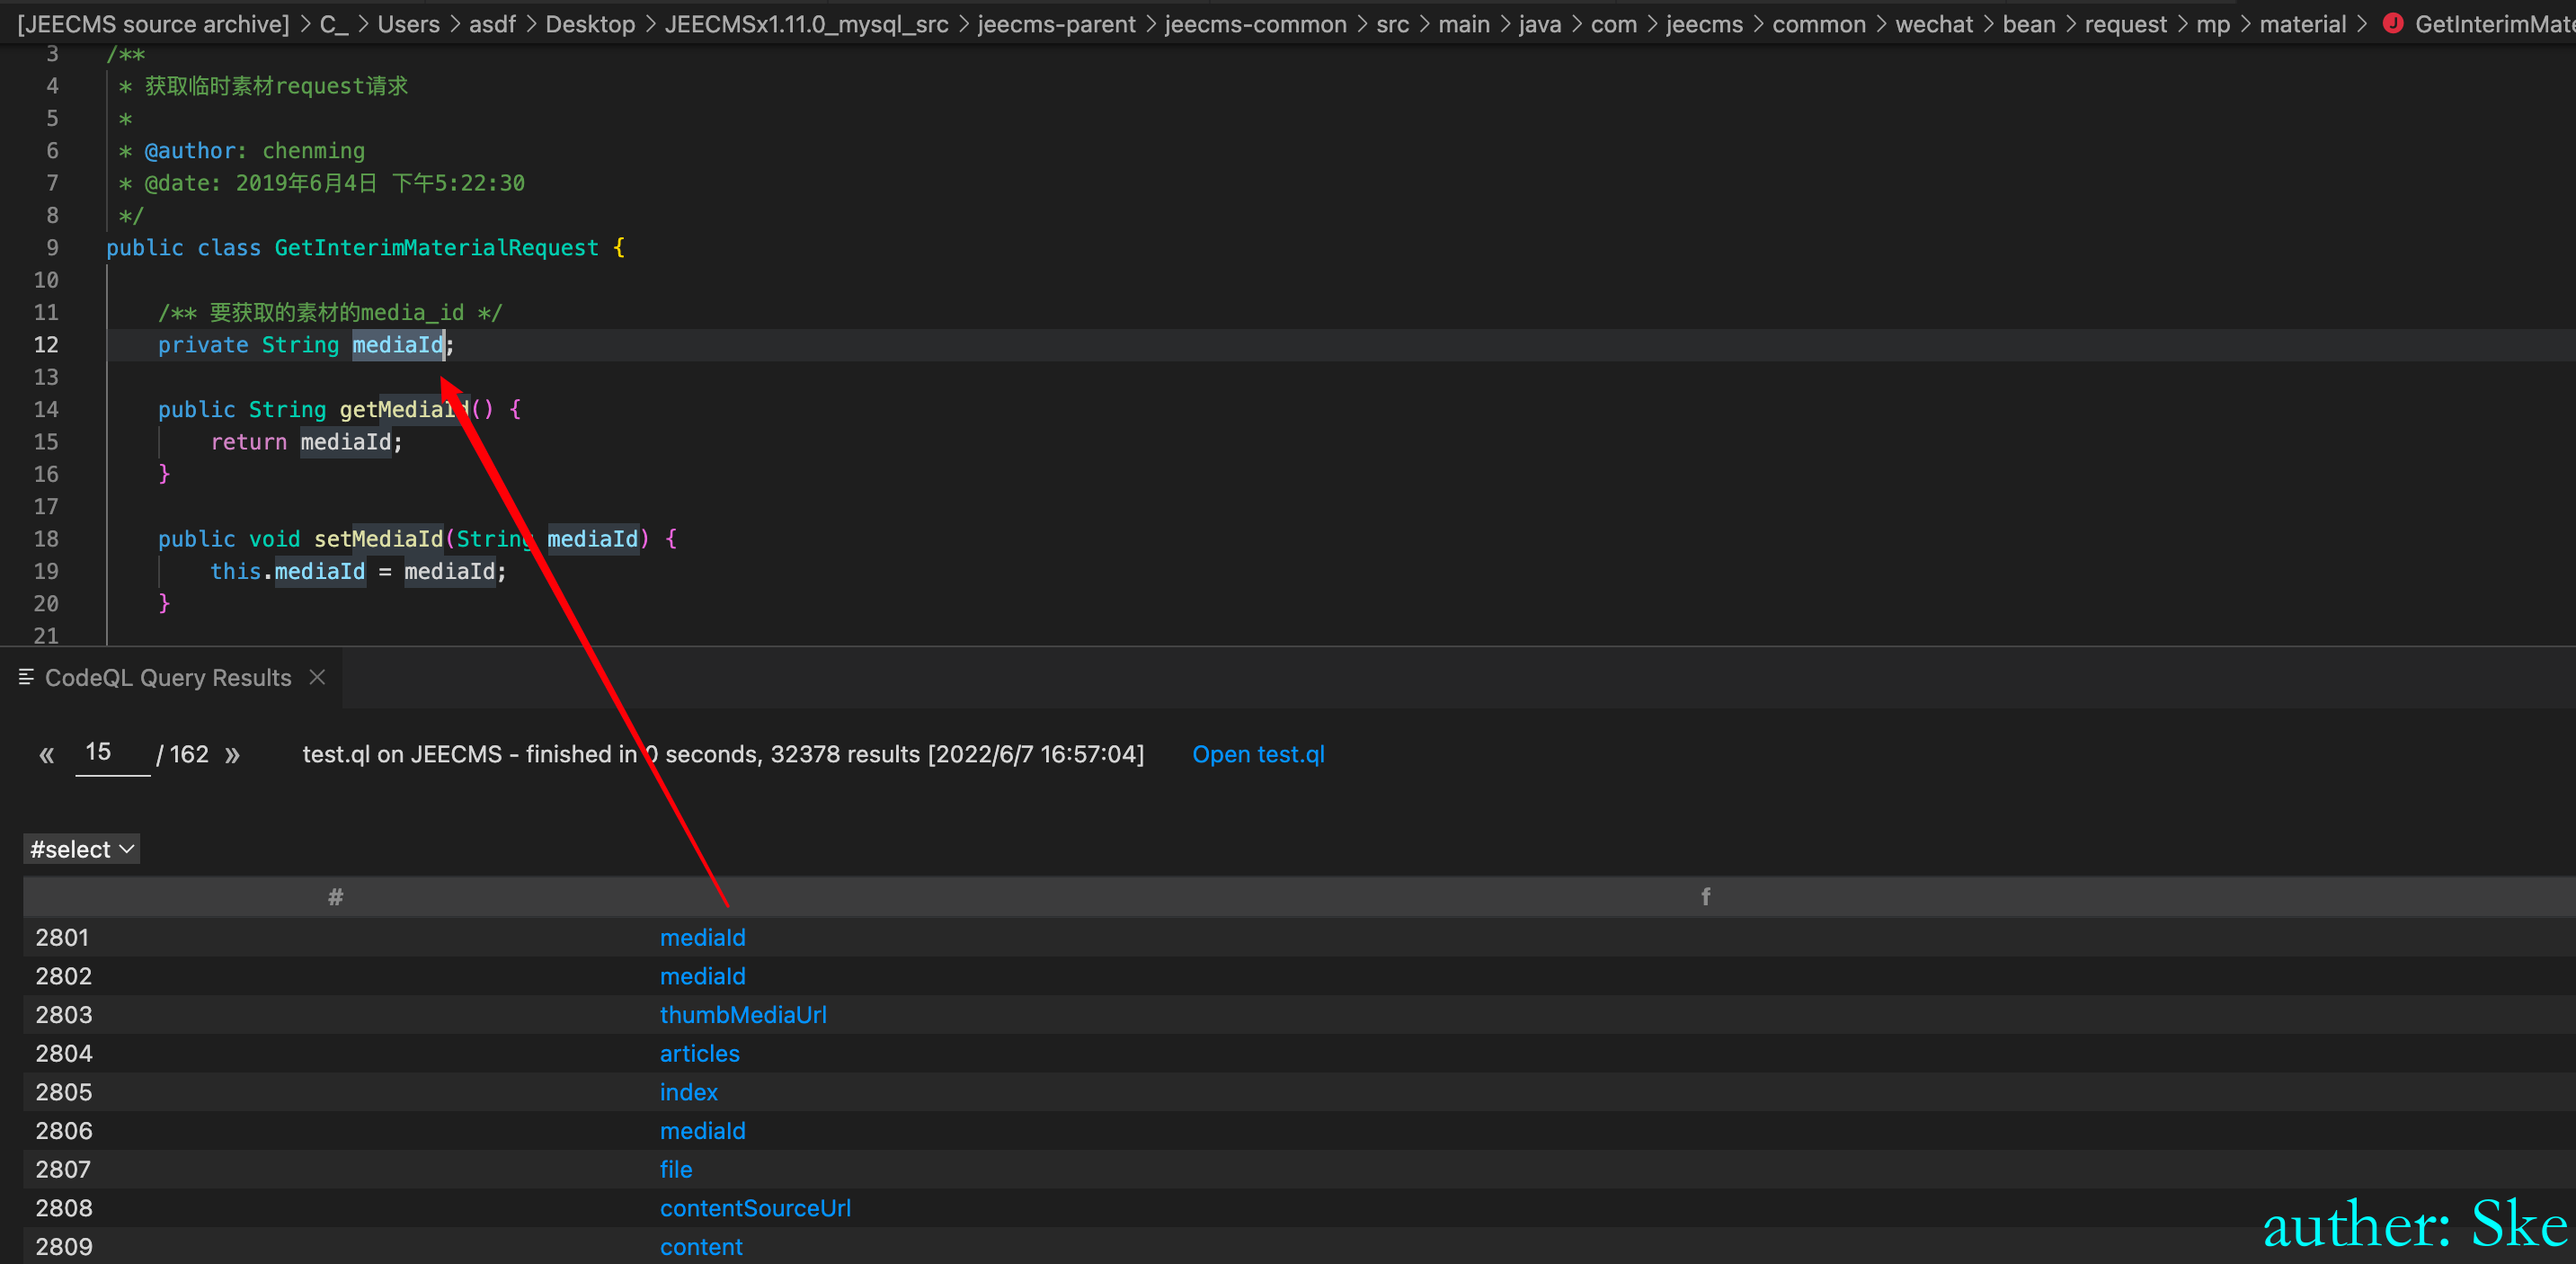 [JEECMS source archive] > C_ > Users > asdf > Desktop > JEECMSx1.11.0_mysql_src > jeecms-parent > jeecms-common > src > main > java > com > jeecms > common > wechat > bean > request > mp > material > J GetInterimMate
3 /**
4 * 获取临时素材request请求
5 *
6 * @author: chenming
7 * @date: 2019年6月4日 下午5:22:30
8 */
9 public class GetInterimMaterialRequest {
10
11 /** 要获取的素材的media_id */
12 private String mediaId;
13
14 public String getMediaId() {
15 return mediaId;
16 }
17
18 public void setMediaId(String mediaId) {
19 this.mediaId = mediaId;
20 }
21
CodeQL Query Results ×
« 15 / 162 » test.ql on JEECMS - finished in 0 seconds, 32378 results [2022/6/7 16:57:04] Open test.ql
#select
# f
2801 mediaId
2802 mediaId
2803 thumbMediaUrl
2804 articles
2805 index
2806 mediaId
2807 file
2808 contentSourceUrl
2809 content
auther: Ske